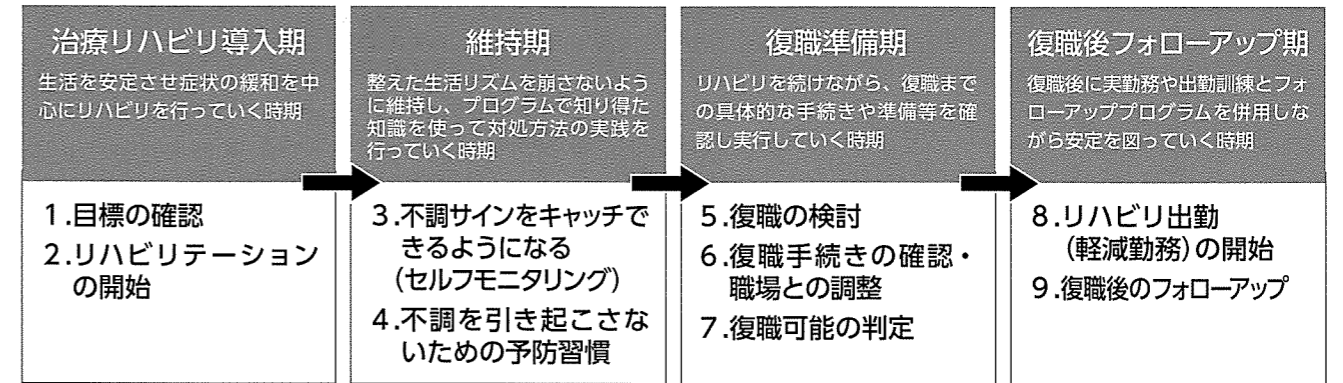 治療リハビリ導入期
生活を安定させ症状の緩和を中
心にリハビリを行っていく時期
1.目標の確認
2.リハビリテーション
の開始
維持期
整えた生活リズムを崩さないよう
に維持し、プログラムで知り得た
知識を使って対処方法の実践を
行っていく時期
3.不調サインをキャッチで
きるようになる
(セルフモニタリング)
4.不調を引き起こさな
いための予防習慣
復職準備期
リハビリを続けながら、復職まで
の具体的な手続きや準備等を確
認し実行していく時期
5.復職の検討
6.復職手続きの確認・
職場との調整
7.復職可能の判定
復職後フォローアップ期
復職後に実勤務や出勤訓練とフォ
ローアッププログラムを併用しな
がら安定を図っていく時期
8.リハビリ出勤
(軽減勤務)の開始
9.復職後のフォローアップ